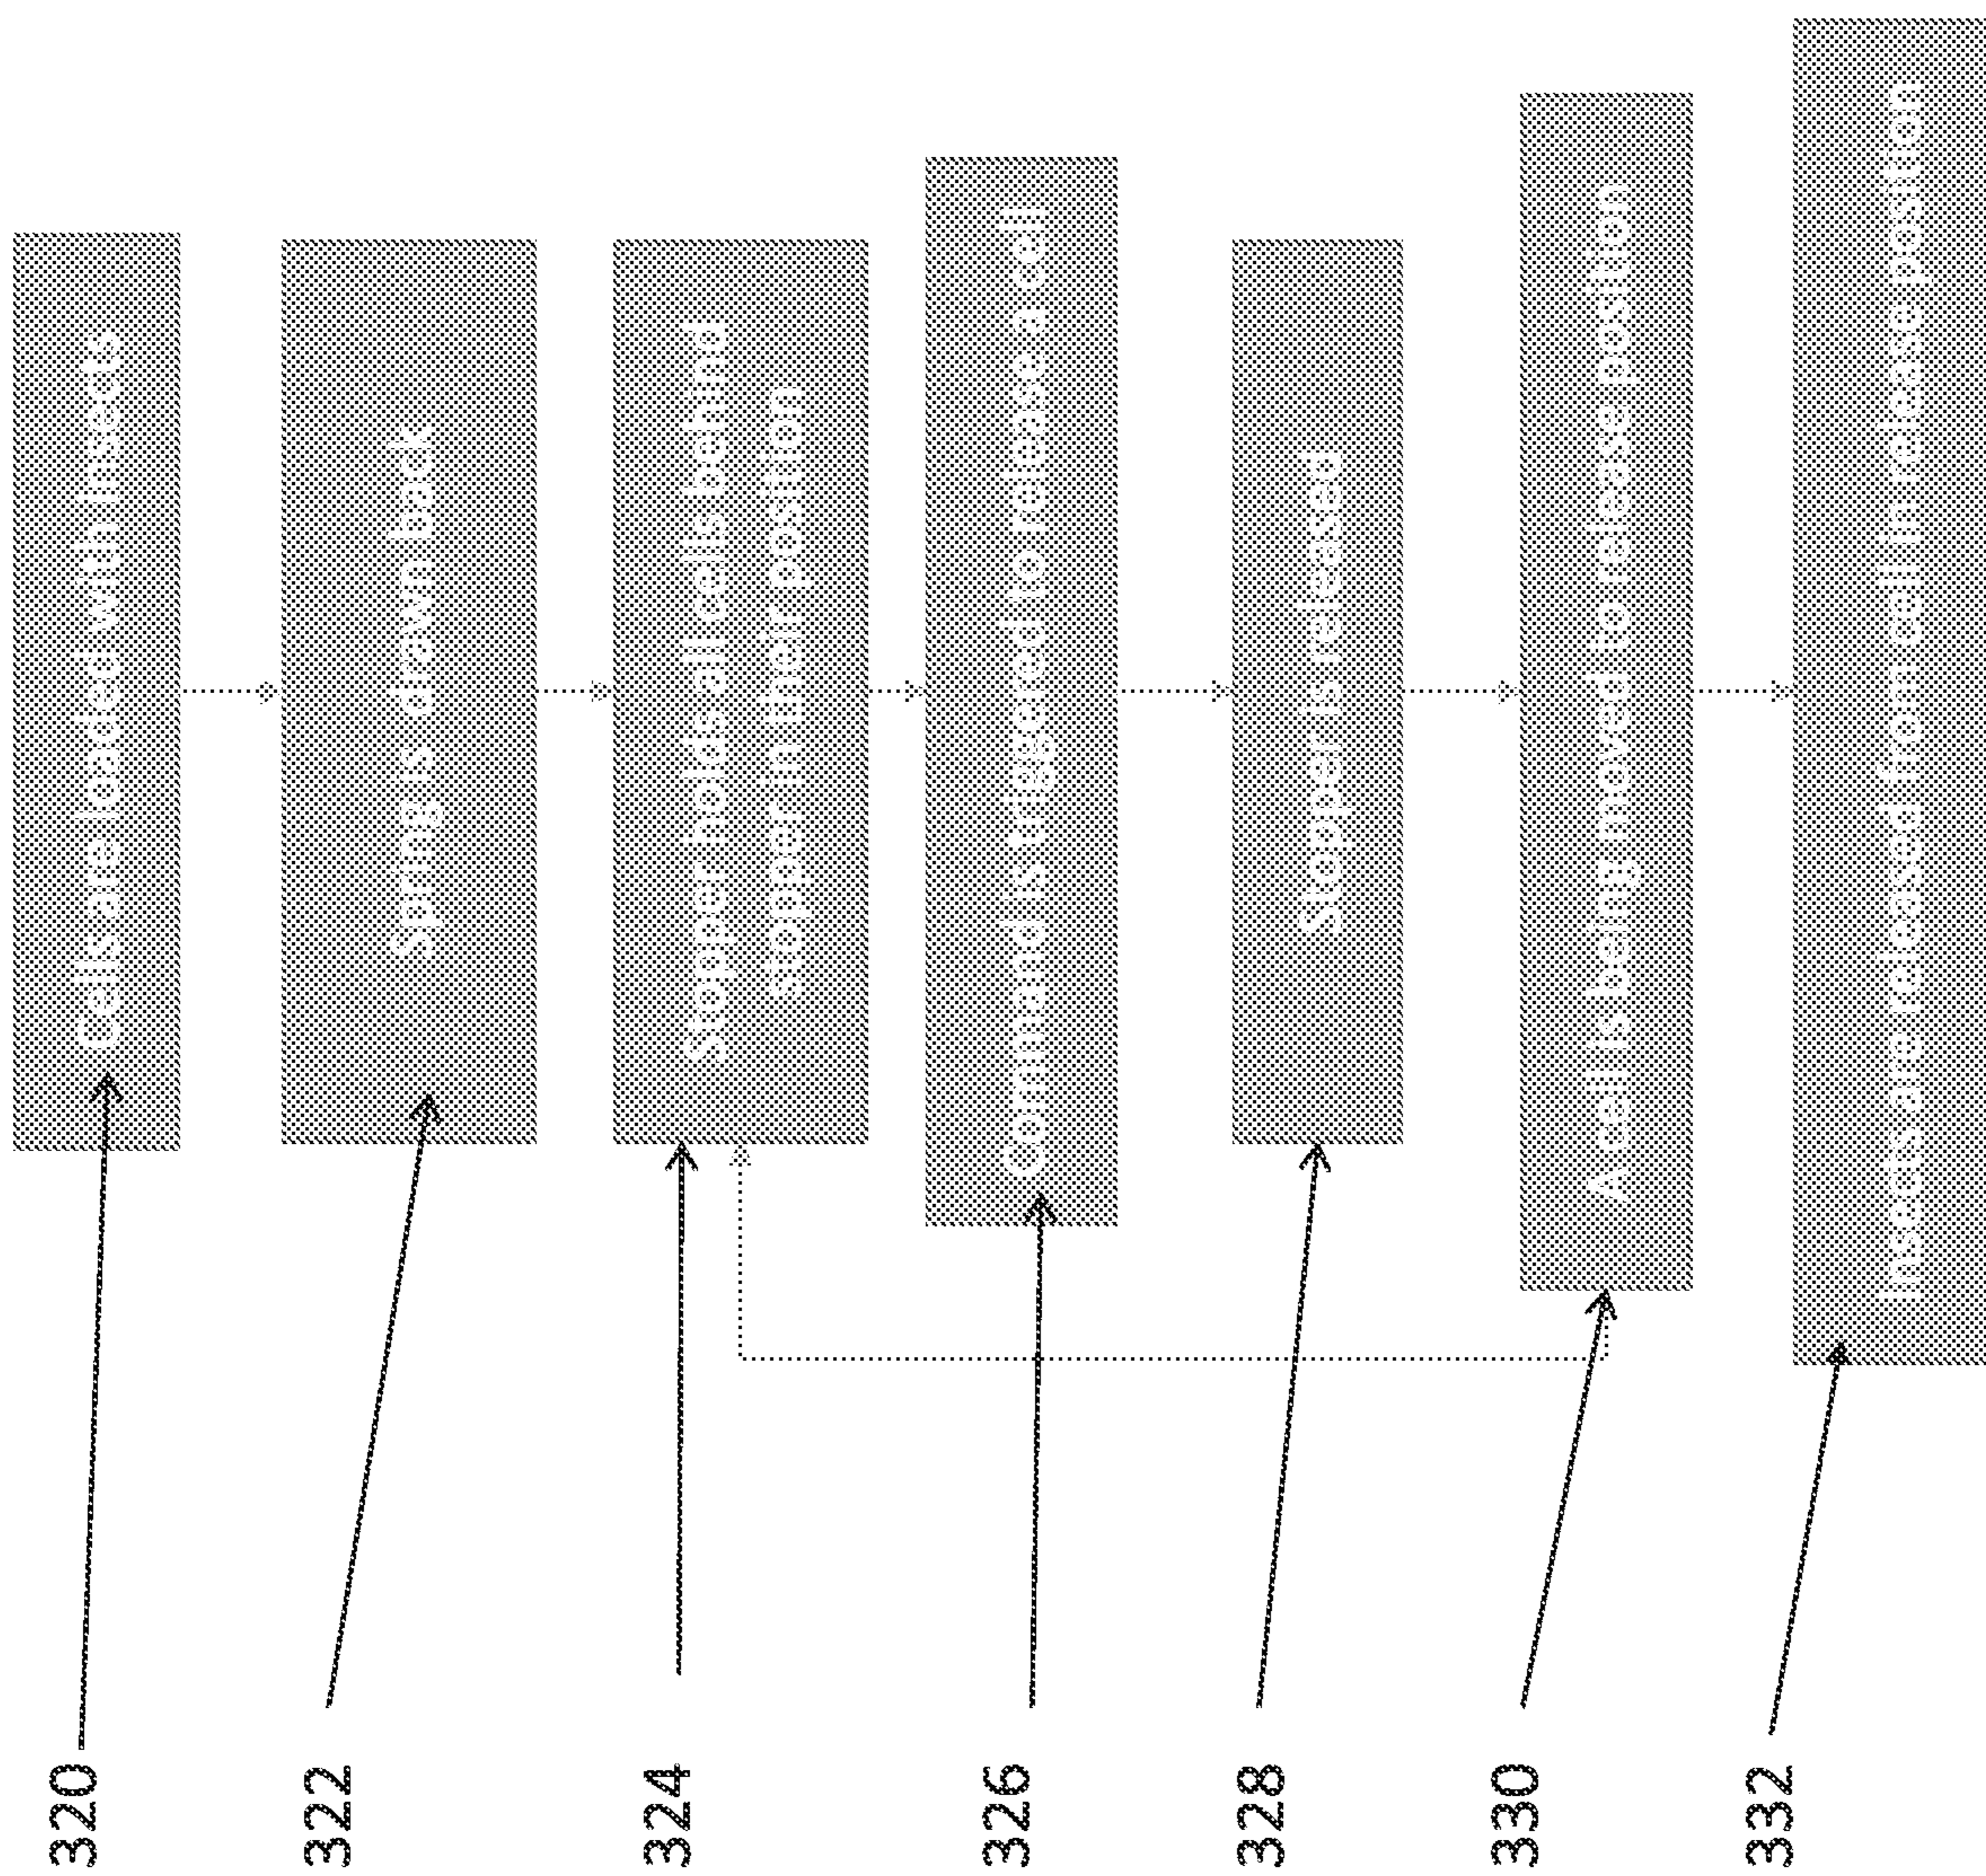 320
Cells are loaded with insects
322
Spring is drawn back
324
Stopper holds all cells behind
stopper in their position
326
Command is triggered to release a cell
328
Stopper is released
330
A cell is being moved to release position
332
Insects are released from cell in release position